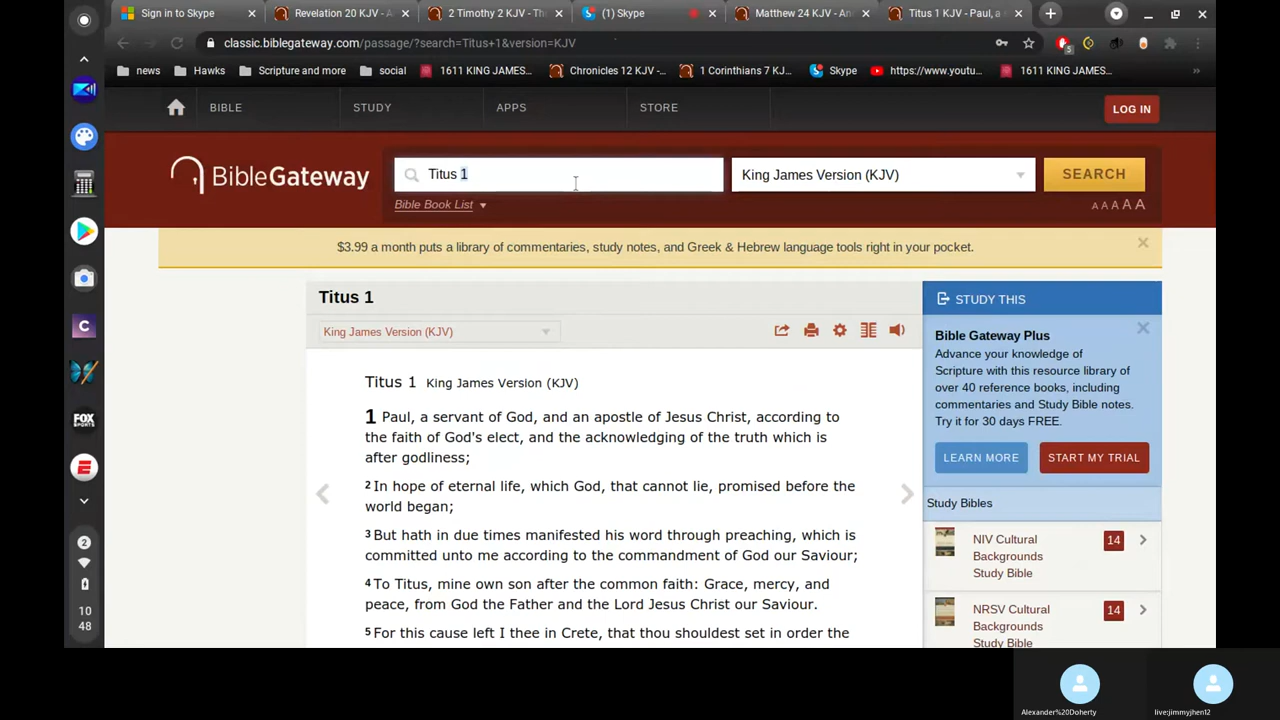 Sign in to Skype
Revelation 20 KJV - A
2 Timothy 2 KJV - Th
(1) Skype
Matthew 24 KJV - An
Titus 1 KJV - Paul, a
classic.biblegateway.com/passage/?search=Titus+1&version=KJV
5
news
Hawks
Scripture and more
social
1611 KING JAMES...
Chronicles 12 KJV -...
1 Corinthians 7 KJ...
Skype
https://www.youtu...
1611 KING JAMES...
»
BIBLE
STUDY
APPS
STORE
LOG IN
BibleGateway
Titus 1
King James Version (KJV)
SEARCH
Bible Book List
A A A A A
$3.99 a month puts a library of commentaries, study notes, and Greek & Hebrew language tools right in your pocket.
Titus 1
King James Version (KJV)
Titus 1 King James Version (KJV)
1 Paul, a servant of God, and an apostle of Jesus Christ, according to
the faith of God's elect, and the acknowledging of the truth which is
after godliness;
2 In hope of eternal life, which God, that cannot lie, promised before the
world began;
3 But hath in due times manifested his word through preaching, which is
committed unto me according to the commandment of God our Saviour;
4 To Titus, mine own son after the common faith: Grace, mercy, and
peace, from God the Father and the Lord Jesus Christ our Saviour.
5 For this cause left I thee in Crete, that thou shouldest set in order the
STUDY THIS
Bible Gateway Plus
Advance your knowledge of
Scripture with this resource library of
over 40 reference books, including
commentaries and Study Bible notes.
Try it for 30 days FREE.
LEARN MORE
START MY TRIAL
Study Bibles
NIV Cultural
Backgrounds
Study Bible
14
NRSV Cultural
Backgrounds
Study Bible
14
C
FOX
SPORTS
E
2
10
48
Alexander%20Doherty
live:jimmyjhen12